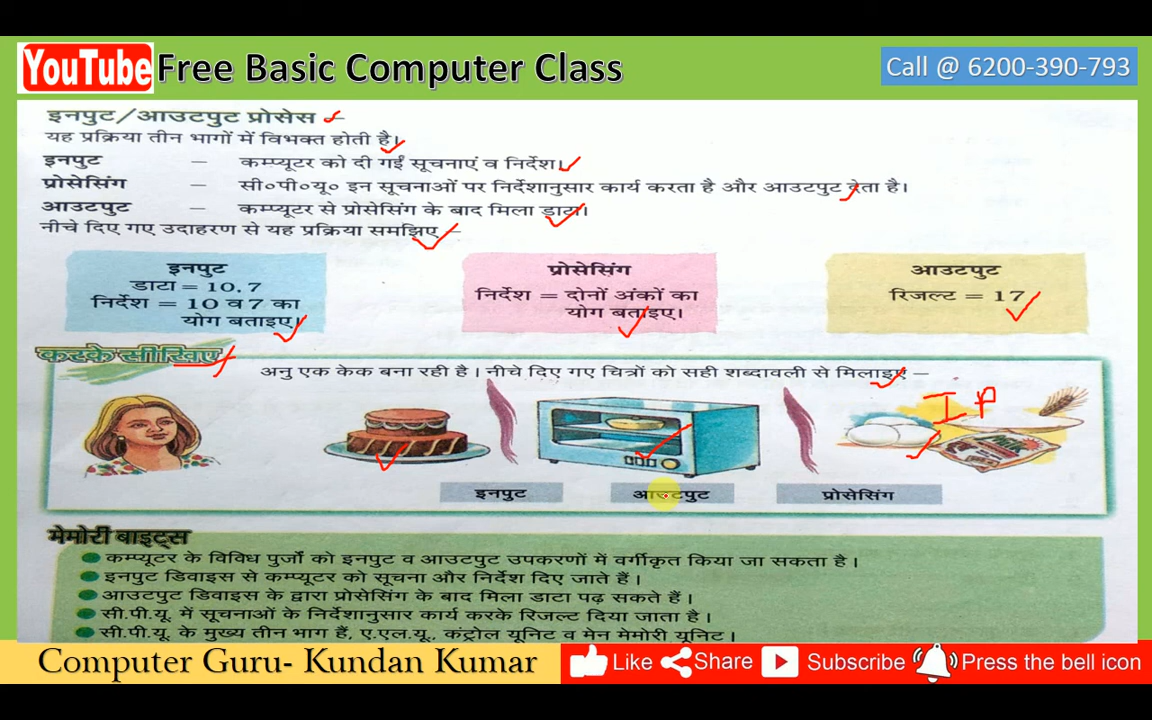 YouTube Free Basic Computer Class
Call @ 6200-390-793
इनपुट/आउटपुट प्रोसेस –
यह प्रक्रिया तीन भागों में विभक्त होती है।
इनपुट – कम्प्यूटर को दी गईं सूचनाएं व निर्देश।
प्रोसेसिंग – सी०पी०यू० इन सूचनाओं पर निर्देशानुसार कार्य करता है और आउटपुट देता है।
आउटपुट – कम्प्यूटर से प्रोसेसिंग के बाद मिला डाटा।
नीचे दिए गए उदाहरण से यह प्रक्रिया समझिए –
इनपुट
डाटा = 10, 7
निर्देश = 10 व 7 का
योग बताइए।
प्रोसेसिंग
निर्देश = दोनों अंकों का
योग बताइए।
आउटपुट
रिजल्ट = 17
करके सीखिए
अनु एक केक बना रही है। नीचे दिए गए चित्रों को सही शब्दावली से मिलाइए –
I P
इनपुट आउटपुट प्रोसेसिंग
मेमोरी बाइट्स
कम्प्यूटर के विविध पुर्जों को इनपुट व आउटपुट उपकरणों में वर्गीकृत किया जा सकता है।
इनपुट डिवाइस से कम्प्यूटर को सूचना और निर्देश दिए जाते हैं।
आउटपुट डिवाइस के द्वारा प्रोसेसिंग के बाद मिला डाटा पढ़ सकते हैं।
सी.पी.यू. में सूचनाओं के निर्देशानुसार कार्य करके रिजल्ट दिया जाता है।
सी.पी.यू. के मुख्य तीन भाग हैं, ए.एल.यू., कंट्रोल यूनिट व मेन मेमोरी यूनिट।
Computer Guru- Kundan Kumar
Like Share Subscribe Press the bell icon